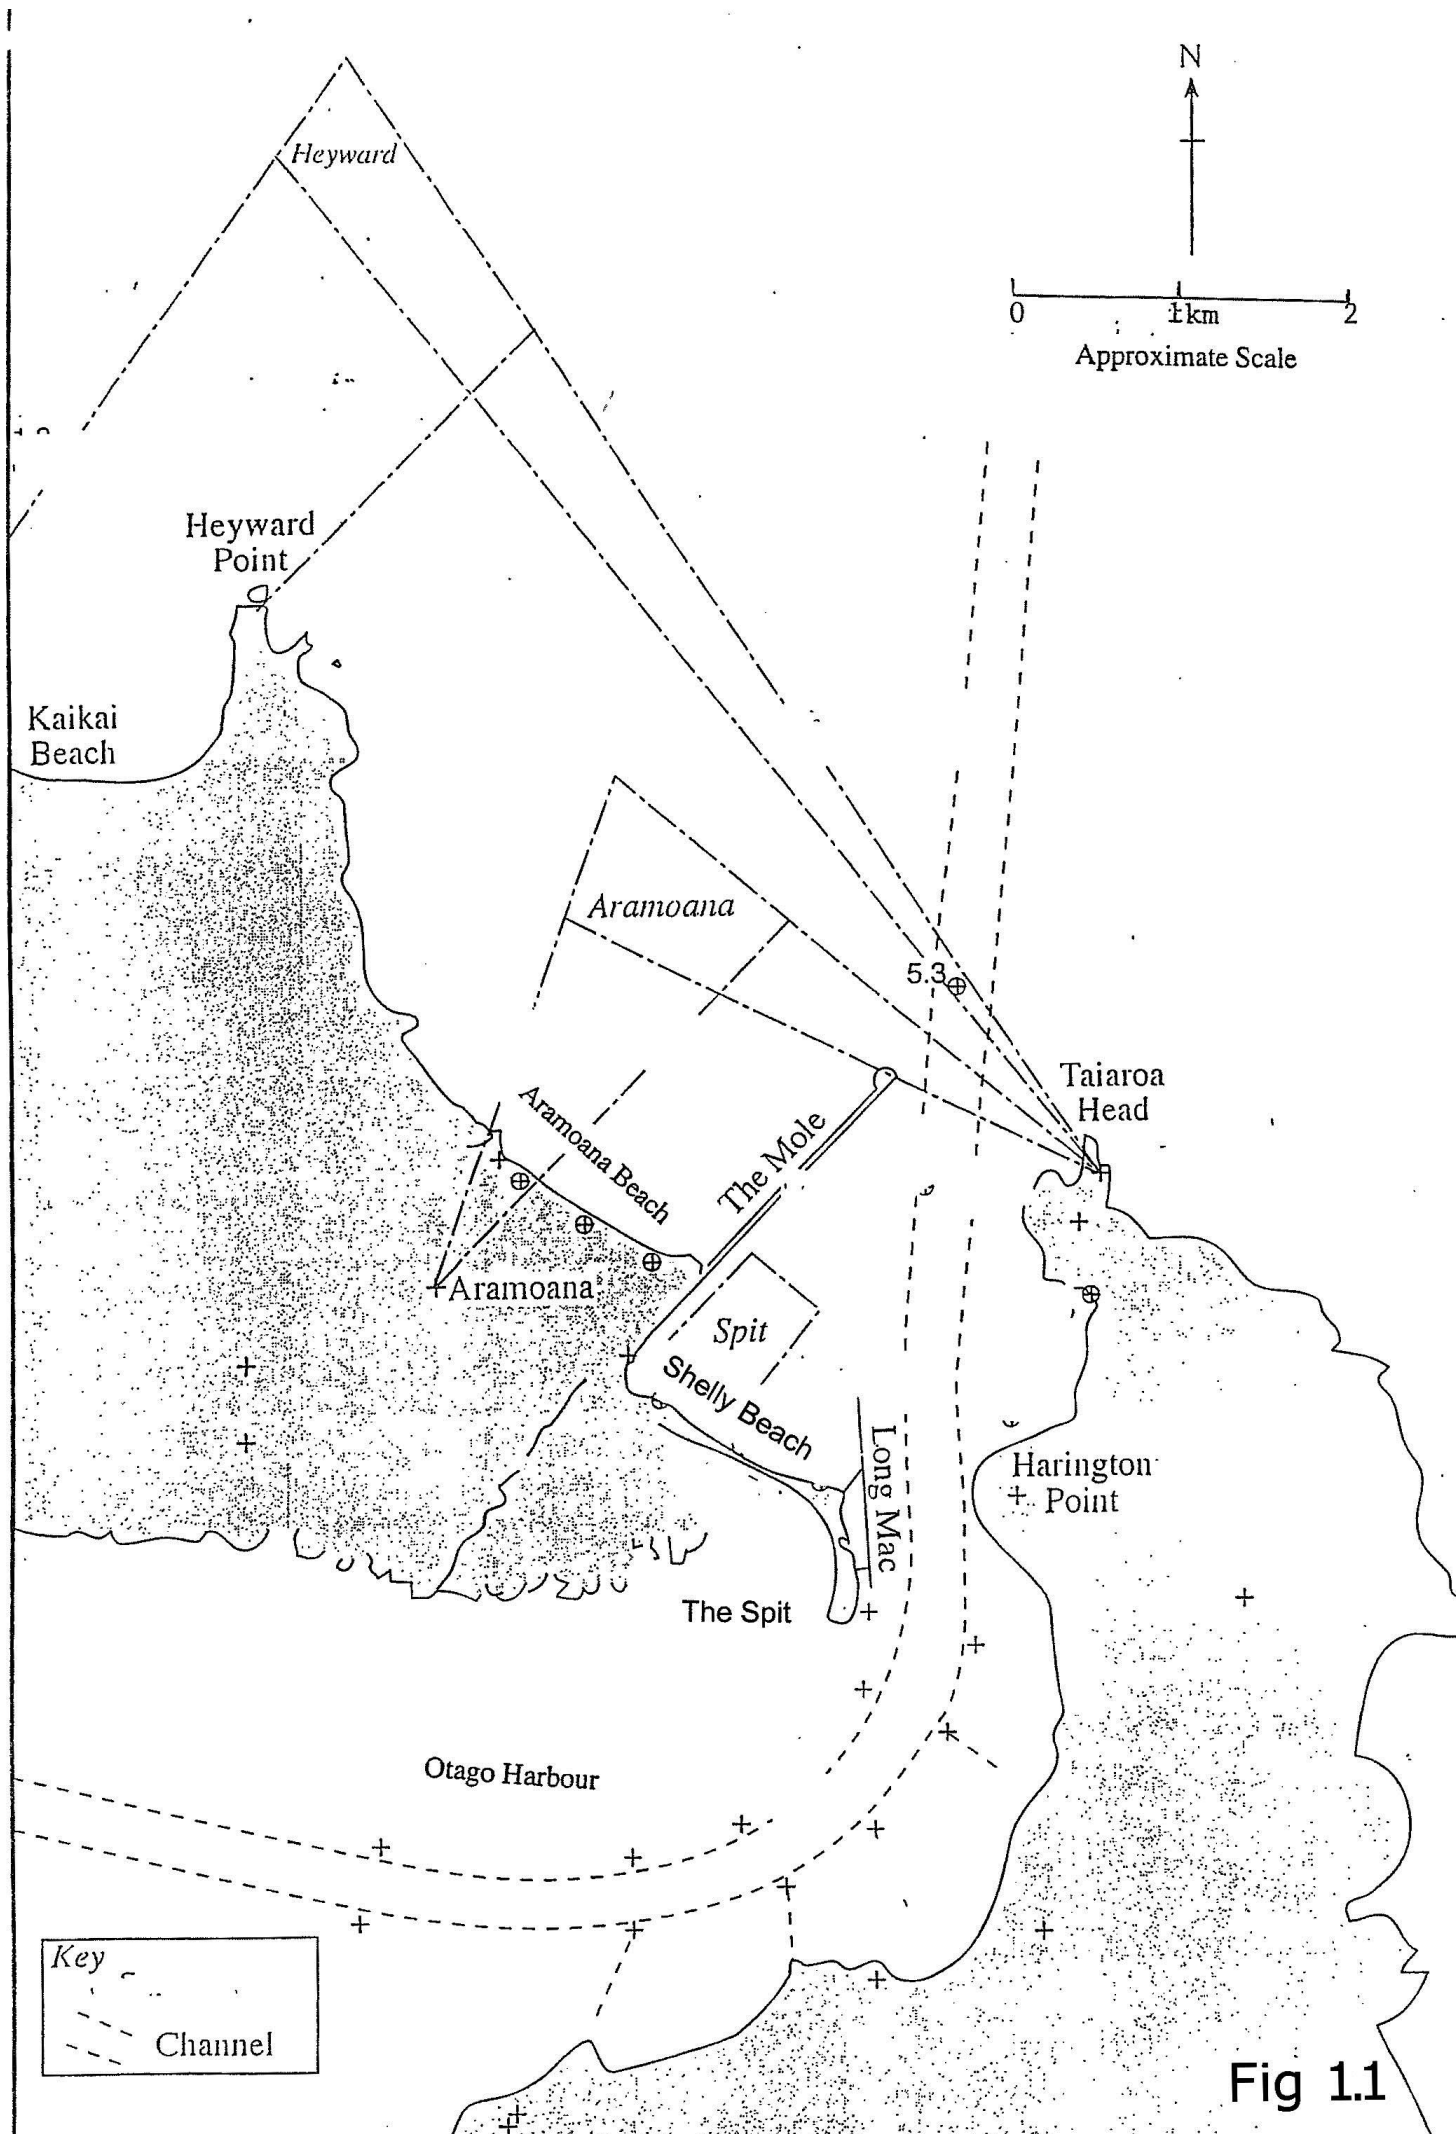 N
Heyward
0 1km 2
Approximate Scale
Heyward
Point
Kaikai
Beach
Aramoana
5.3
Taiaroa
Head
Aramoana Beach
The Mole
Aramoana
Spit
Shelly Beach
Long Mac
Harington
Point
The Spit
Otago Harbour
Key
Channel
Fig 1.1